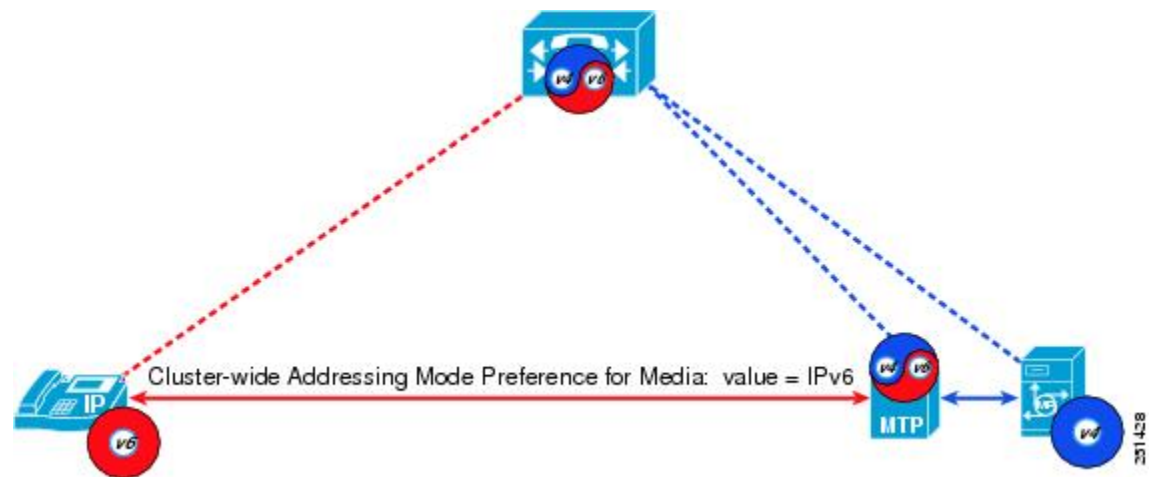 v4 v6
Cluster-wide Addressing Mode Preference for Media: value = IPv6
v4 v6
IP
MTP
v6
v4
251428